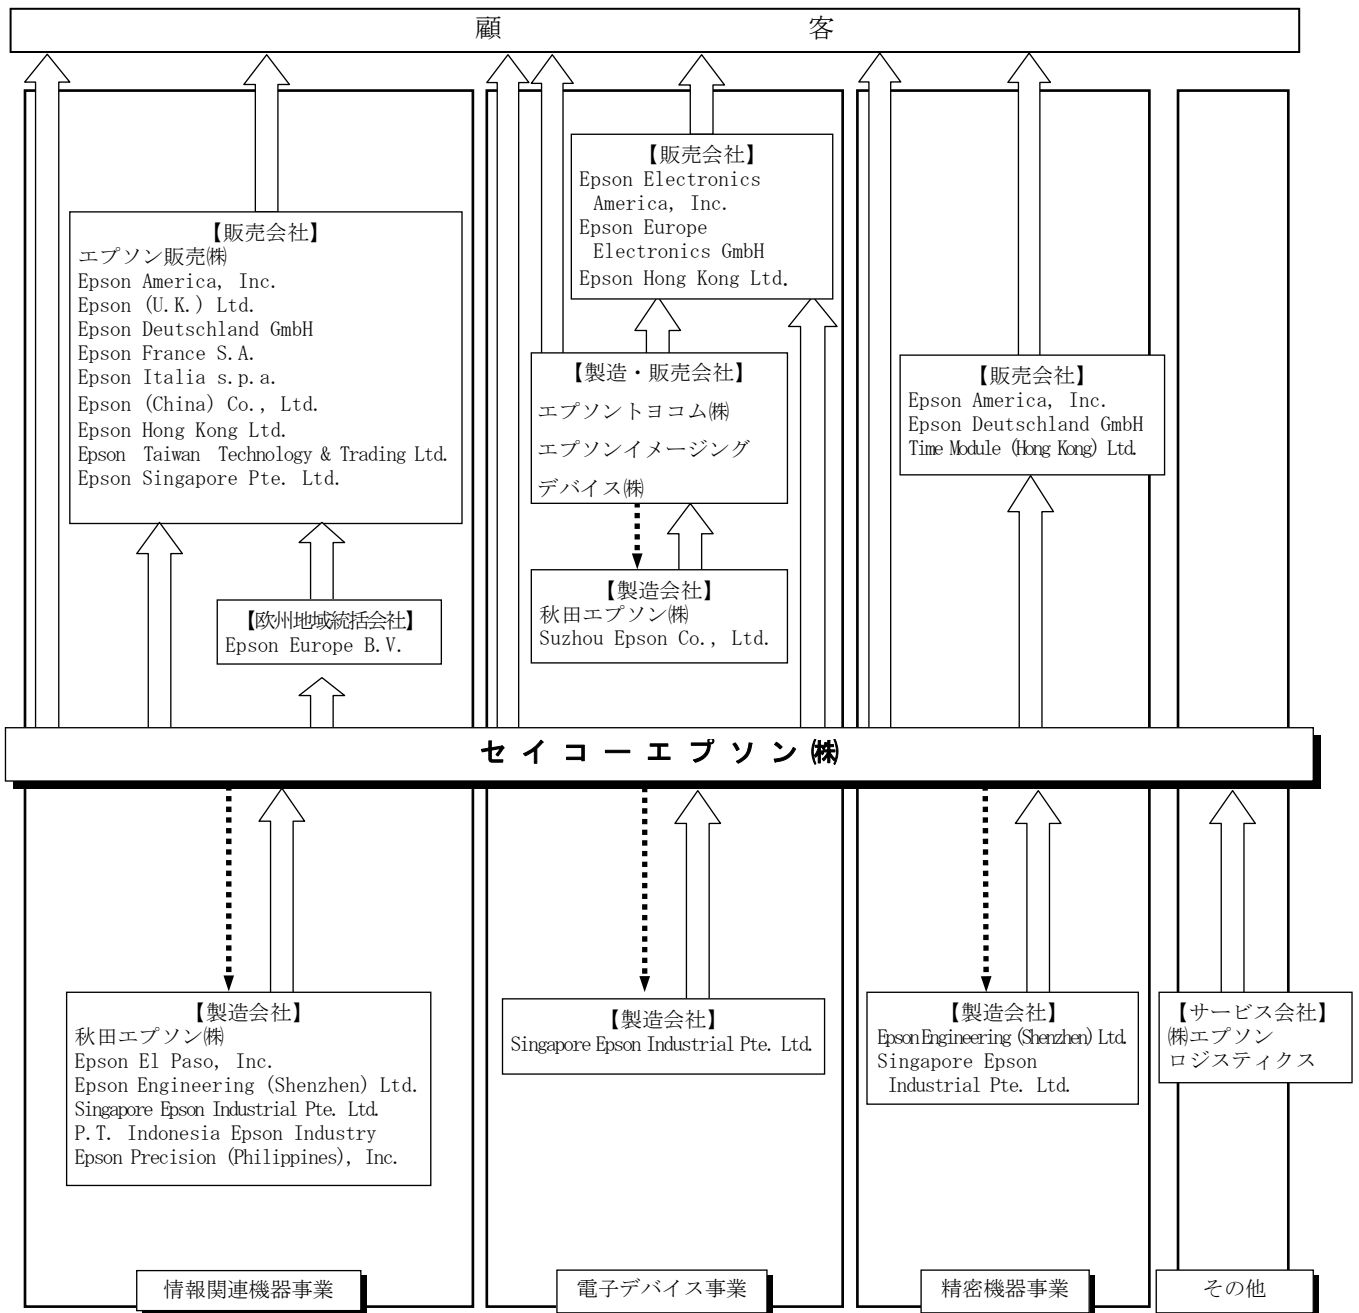 顧客
【販売会社】
エプソン販売㈱
Epson America, Inc.
Epson (U.K.) Ltd.
Epson Deutschland GmbH
Epson France S.A.
Epson Italia s.p.a.
Epson (China) Co., Ltd.
Epson Hong Kong Ltd.
Epson Taiwan Technology & Trading Ltd.
Epson Singapore Pte. Ltd.
【欧州地域統括会社】
Epson Europe B.V.
【販売会社】
Epson Electronics
America, Inc.
Epson Europe
Electronics GmbH
Epson Hong Kong Ltd.
【製造・販売会社】
エプソントヨコム㈱
エプソンイメージング
デバイス㈱
【製造会社】
秋田エプソン㈱
Suzhou Epson Co., Ltd.
【販売会社】
Epson America, Inc.
Epson Deutschland GmbH
Time Module (Hong Kong) Ltd.
セイコーエプソン㈱
【製造会社】
秋田エプソン㈱
Epson El Paso, Inc.
Epson Engineering (Shenzhen) Ltd.
Singapore Epson Industrial Pte. Ltd.
P.T. Indonesia Epson Industry
Epson Precision (Philippines), Inc.
【製造会社】
Singapore Epson Industrial Pte. Ltd.
【製造会社】
Epson Engineering (Shenzhen) Ltd.
Singapore Epson
Industrial Pte. Ltd.
【サービス会社】
㈱エプソン
ロジスティクス
情報関連機器事業
電子デバイス事業
精密機器事業
その他